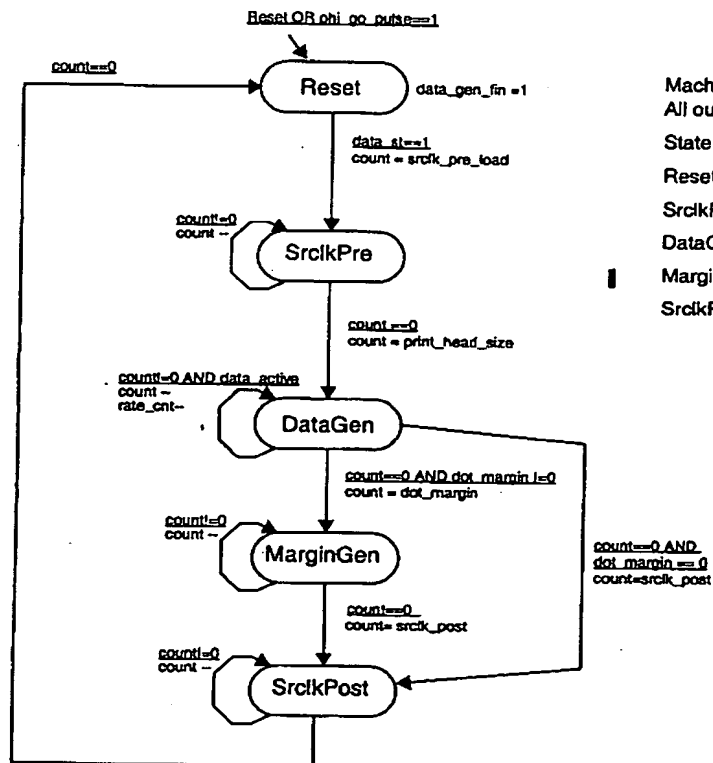 Reset OR phi_go_pulse==1
count==0
Reset
data_gen_fin =1
Mach
All ou
State
Reset
SrclkF
DataG
Margi
SrclkF
data_st==1
count = srclk_pre_load
count!=0
count --
SrclkPre
count ==0
count = print_head_size
count!=0 AND data_active
count --
rate_cnt--
DataGen
count==0 AND dot_margin !=0
count = dot_margin
count!=0
count --
MarginGen
count==0 AND
dot_margin == 0
count=srclk_post
count==0
count= srclk_post
count!=0
count --
SrclkPost